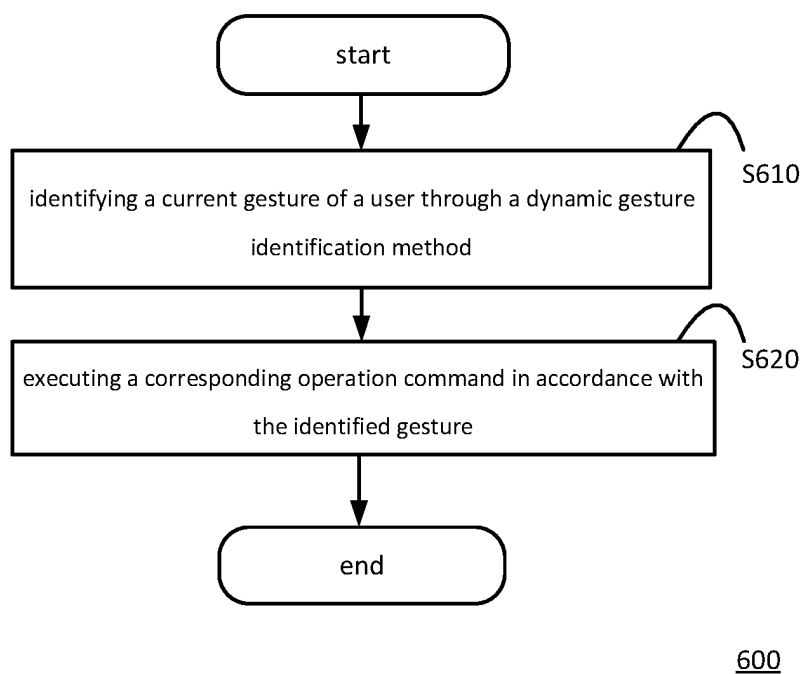 start
S610
identifying a current gesture of a user through a dynamic gesture
identification method
S620
executing a corresponding operation command in accordance with
the identified gesture
end
600